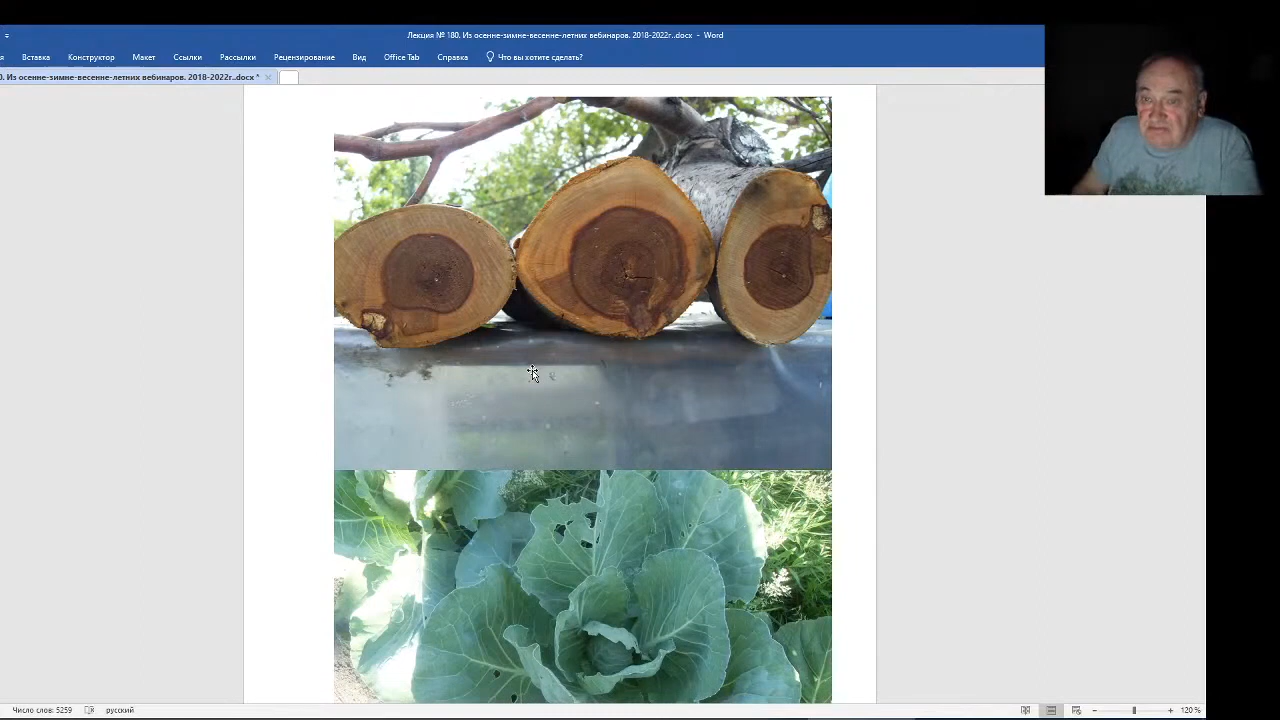 Лекция № 180. Из осенне-зимне-весенне-летних вебинаров. 2018-2022г..docx - Word
Вставка Конструктор Макет Ссылки Рассылки Рецензирование Вид Office Tab Справка Что вы хотите сделать?
0. Из осенне-зимне-весенне-летних вебинаров. 2018-2022г..docx *
Число слов: 5259 русский 120 %